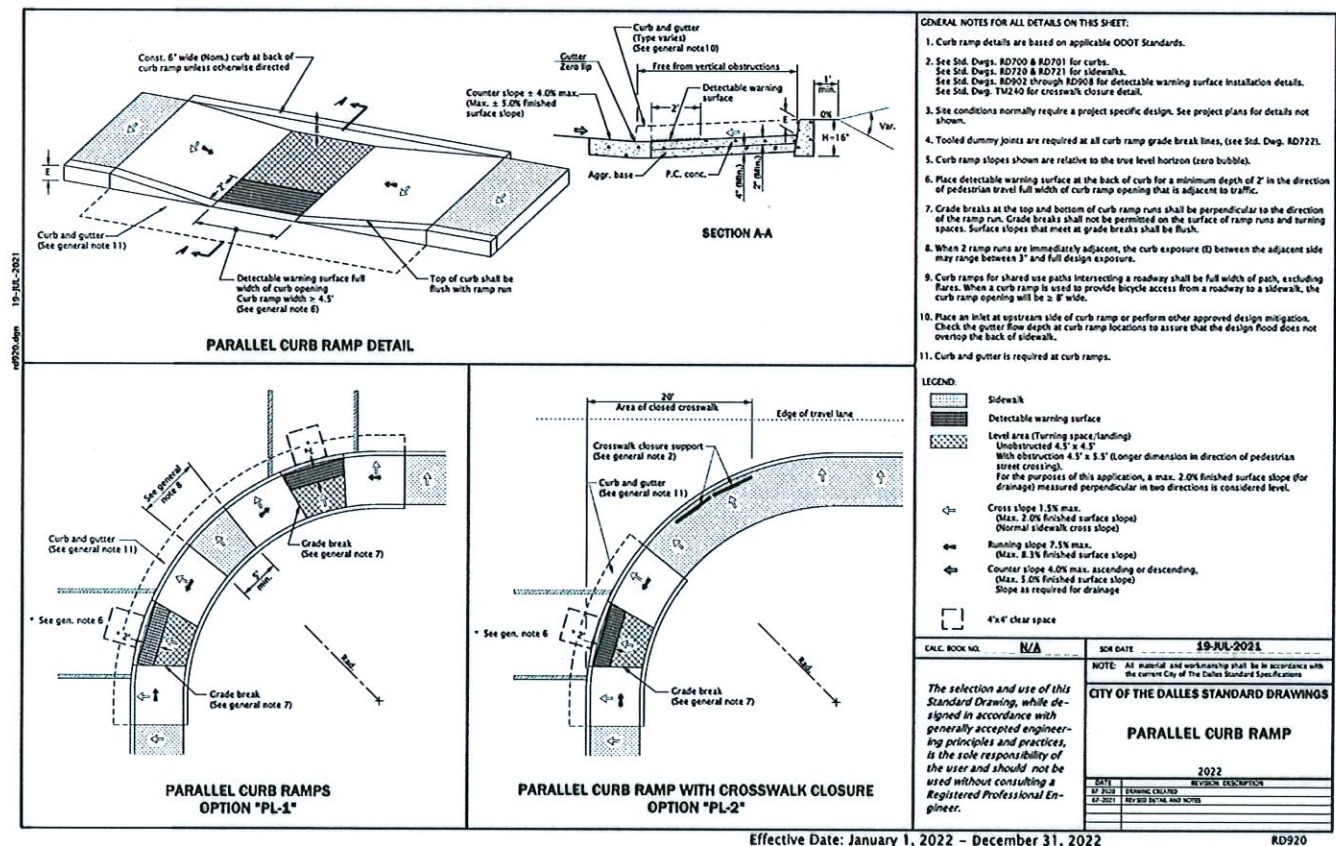 Const. 6" wide (Nom.) curb at back of
curb ramp unless otherwise directed
A
E
E
2'
Curb and gutter
(See general note 11)
A
Detectable warning surface full
width of curb opening
Curb ramp width ≥ 4.5'
(See general note 6)
Top of curb shall be
flush with ramp run
PARALLEL CURB RAMP DETAIL
Curb and gutter
(Type varies)
(See general note10)
Gutter
Zero lip
Free from vertical obstructions
1'
min.
Counter slope ± 4.0% max.
(Max. ± 5.0% finished
surface slope)
Detectable warning
surface
2'
0%
Var.
H=16"
Aggr. base
P.C. conc.
4" (Min.)
2" (Min.)
SECTION A-A
rd920.dgn 19-JUL-2021
See general
note 8
Curb and gutter
(See general note 11)
2'
Grade break
(See general note 7)
5'
min.
* See gen. note 6
* 2'
Grade break
(See general note 7)
Rad.
PARALLEL CURB RAMPS
OPTION "PL-1"
20'
Area of closed crosswalk
Edge of travel lane
Crosswalk closure support
(See general note 2)
Curb and gutter
(See general note 11)
* See gen. note 6
* 2'
Grade break
(See general note 7)
Rad.
PARALLEL CURB RAMP WITH CROSSWALK CLOSURE
OPTION "PL-2"
GENERAL NOTES FOR ALL DETAILS ON THIS SHEET:
1. Curb ramp details are based on applicable ODOT Standards.
2. See Std. Dwgs. RD700 & RD701 for curbs.
See Std. Dwgs. RD720 & RD721 for sidewalks.
See Std. Dwgs. RD902 through RD908 for detectable warning surface installation details.
See Std. Dwg. TM240 for crosswalk closure detail.
3. Site conditions normally require a project specific design. See project plans for details not
shown.
4. Tooled dummy joints are required at all curb ramp grade break lines, (see Std. Dwg. RD722).
5. Curb ramp slopes shown are relative to the true level horizon (zero bubble).
6. Place detectable warning surface at the back of curb for a minimum depth of 2' in the direction
of pedestrian travel full width of curb ramp opening that is adjacent to traffic.
7. Grade breaks at the top and bottom of curb ramp runs shall be perpendicular to the direction
of the ramp run. Grade breaks shall not be permitted on the surface of ramp runs and turning
spaces. Surface slopes that meet at grade breaks shall be flush.
8. When 2 ramp runs are immediately adjacent, the curb exposure (E) between the adjacent side
may range between 3" and full design exposure.
9. Curb ramps for shared use paths intersecting a roadway shall be full width of path, excluding
flares. When a curb ramp is used to provide bicycle access from a roadway to a sidewalk, the
curb ramp opening will be ≥ 8' wide.
10. Place an inlet at upstream side of curb ramp or perform other approved design mitigation.
Check the gutter flow depth at curb ramp locations to assure that the design flood does not
overtop the back of sidewalk.
11. Curb and gutter is required at curb ramps.
LEGEND:
Sidewalk
Detectable warning surface
Level area (Turning space/landing)
Unobstructed 4.5' x 4.5'
With obstruction 4.5' x 5.5' (Longer dimension in direction of pedestrian
street crossing).
For the purposes of this application, a max. 2.0% finished surface slope (for
drainage) measured perpendicular in two directions is considered level.
Cross slope 1.5% max.
(Max. 2.0% finished surface slope)
(Normal sidewalk cross slope)
Running slope 7.5% max.
(Max. 8.3% finished surface slope)
Counter slope 4.0% max. ascending or descending.
(Max. 5.0% finished surface slope)
Slope as required for drainage
4'x4' clear space
CALC. BOOK NO. N/A
SDR DATE 19-JUL-2021
The selection and use of this
Standard Drawing, while de-
signed in accordance with
generally accepted engineer-
ing principles and practices,
is the sole responsibility of
the user and should not be
used without consulting a
Registered Professional En-
gineer.
NOTE: All material and workmanship shall be in accordance with
the current City of The Dalles Standard Specifications
CITY OF THE DALLES STANDARD DRAWINGS
PARALLEL CURB RAMP
2022
DATE REVISION DESCRIPTION
07-2020 DRAWING CREATED
07-2021 REVISED DETAIL AND NOTES
Effective Date: January 1, 2022 – December 31, 2022
RD920